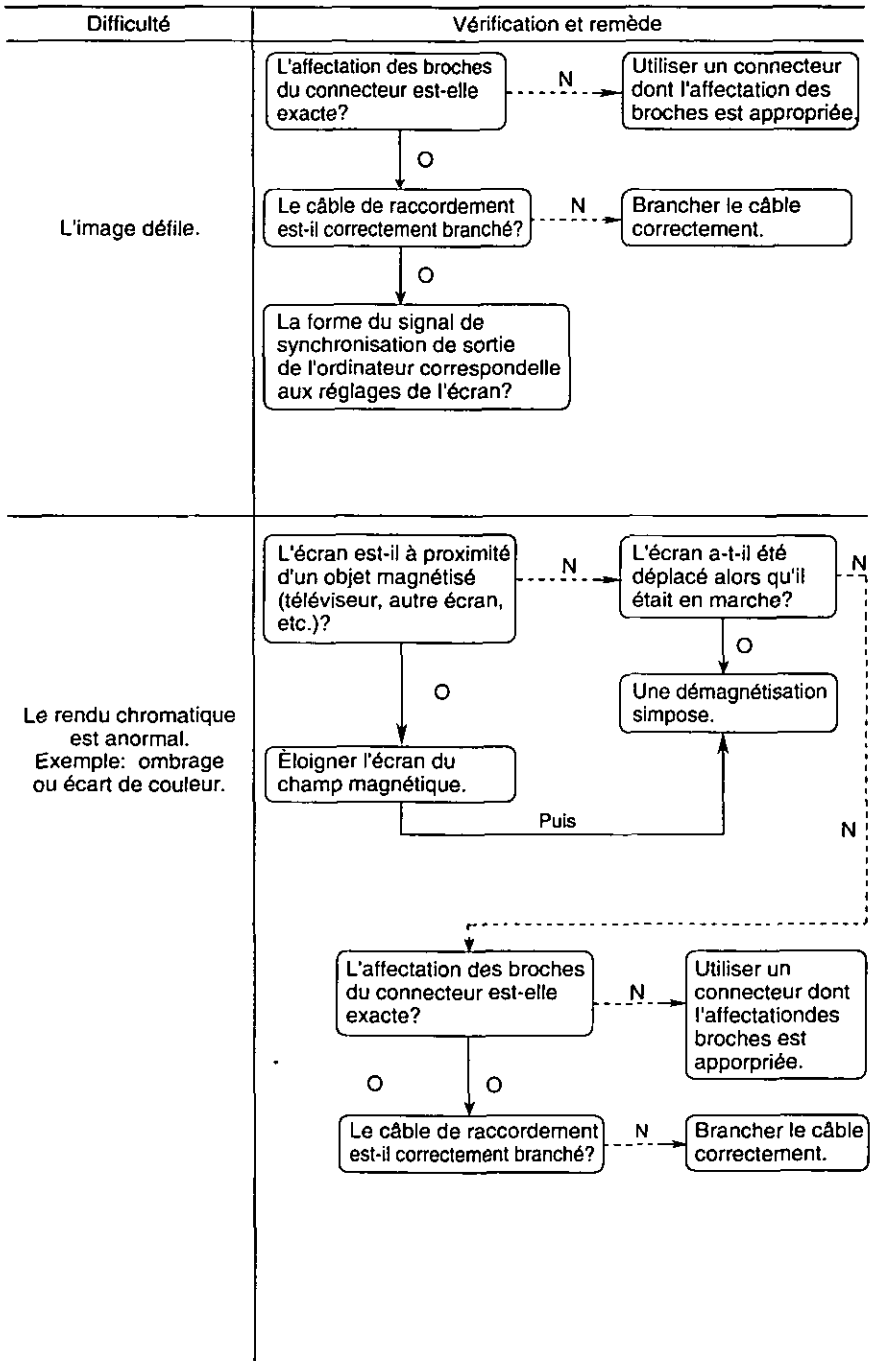 Difficulté
Vérification et remède
L'image défile.
L'affectation des broches
du connecteur est-elle
exacte?
N
Utiliser un connecteur
dont l'affectation des
broches est appropriée.
O
Le câble de raccordement
est-il correctement branché?
N
Brancher le câble
correctement.
O
La forme du signal de
synchronisation de sortie
de l'ordinateur correspondelle
aux réglages de l'écran?
Le rendu chromatique
est anormal.
Exemple: ombrage
ou écart de couleur.
L'écran est-il à proximité
d'un objet magnétisé
(téléviseur, autre écran,
etc.)?
N
L'écran a-t-il été
déplacé alors qu'il
était en marche?
N
O
O
Une démagnétisation
simpose.
Èloigner l'écran du
champ magnétique.
Puis
N
L'affectation des broches
du connecteur est-elle
exacte?
N
Utiliser un
connecteur dont
l'affectationdes
broches est
apporpriée.
O
O
Le câble de raccordement
est-il correctement branché?
N
Brancher le câble
correctement.